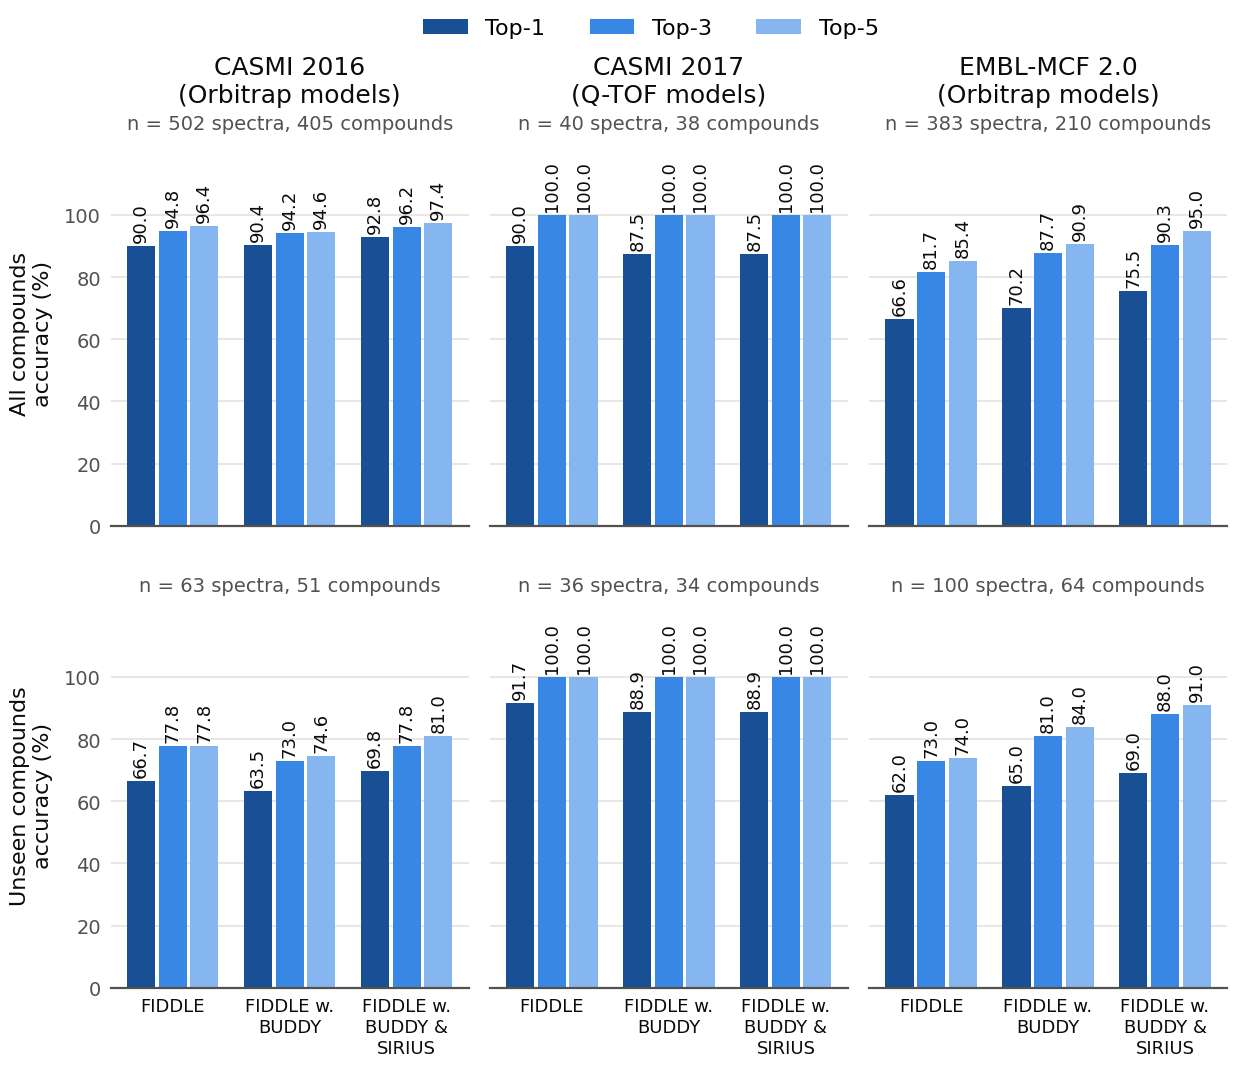 Top-1 Top-3 Top-5
CASMI 2016
(Orbitrap models)
n = 502 spectra, 405 compounds
CASMI 2017
(Q-TOF models)
n = 40 spectra, 38 compounds
EMBL-MCF 2.0
(Orbitrap models)
n = 383 spectra, 210 compounds
All compounds
accuracy (%)
100
80
60
40
20
0
90.0 94.8 96.4 90.4 94.2 94.6 92.8 96.2 97.4
90.0 100.0 100.0 87.5 100.0 100.0 87.5 100.0 100.0
66.6 81.7 85.4 70.2 87.7 90.9 75.5 90.3 95.0
n = 63 spectra, 51 compounds
n = 36 spectra, 34 compounds
n = 100 spectra, 64 compounds
Unseen compounds
accuracy (%)
100
80
60
40
20
0
66.7 77.8 77.8 63.5 73.0 74.6 69.8 77.8 81.0
91.7 100.0 100.0 88.9 100.0 100.0 88.9 100.0 100.0
62.0 73.0 74.0 65.0 81.0 84.0 69.0 88.0 91.0
FIDDLE
FIDDLE w.
BUDDY
FIDDLE w.
BUDDY &
SIRIUS
FIDDLE
FIDDLE w.
BUDDY
FIDDLE w.
BUDDY &
SIRIUS
FIDDLE
FIDDLE w.
BUDDY
FIDDLE w.
BUDDY &
SIRIUS